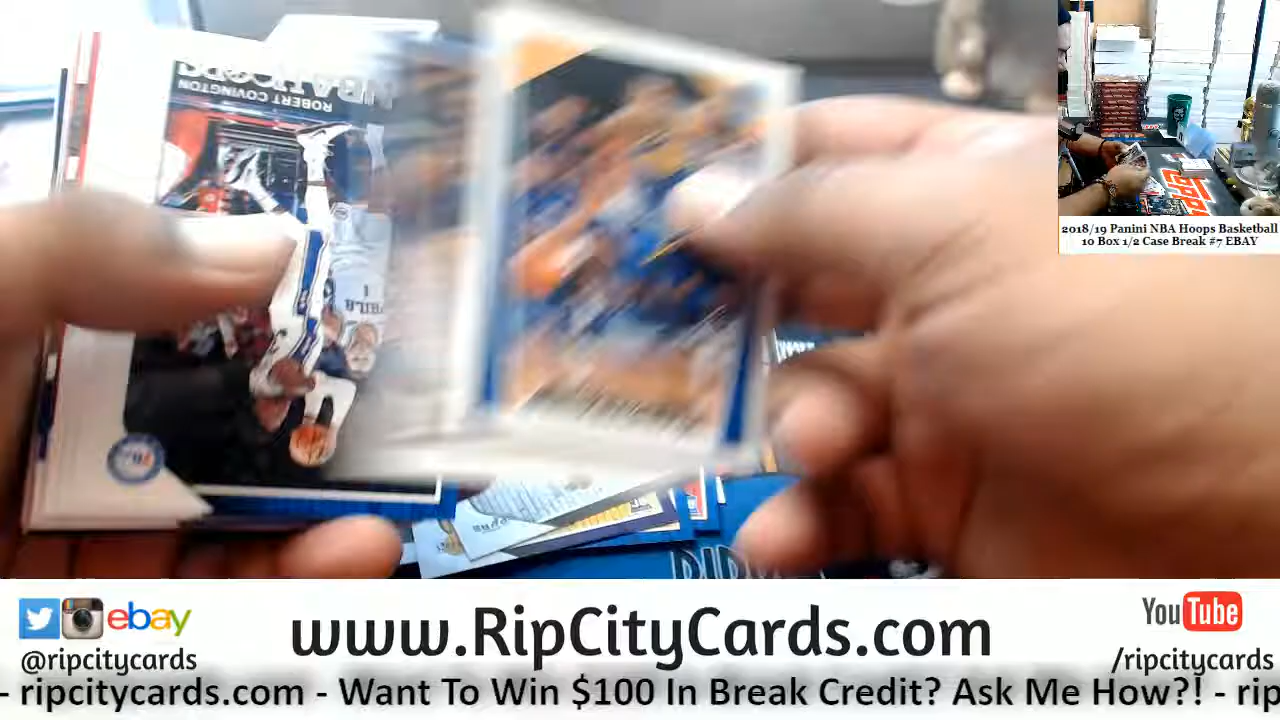 ROBERT COVINGTON
2018/19 Panini NBA Hoops Basketball
10 Box 1/2 Case Break #7 EBAY
ebay
@ripcitycards
www.RipCityCards.com
YouTube
/ripcitycards
- ripcitycards.com - Want To Win $100 In Break Credit? Ask Me How?! - rip